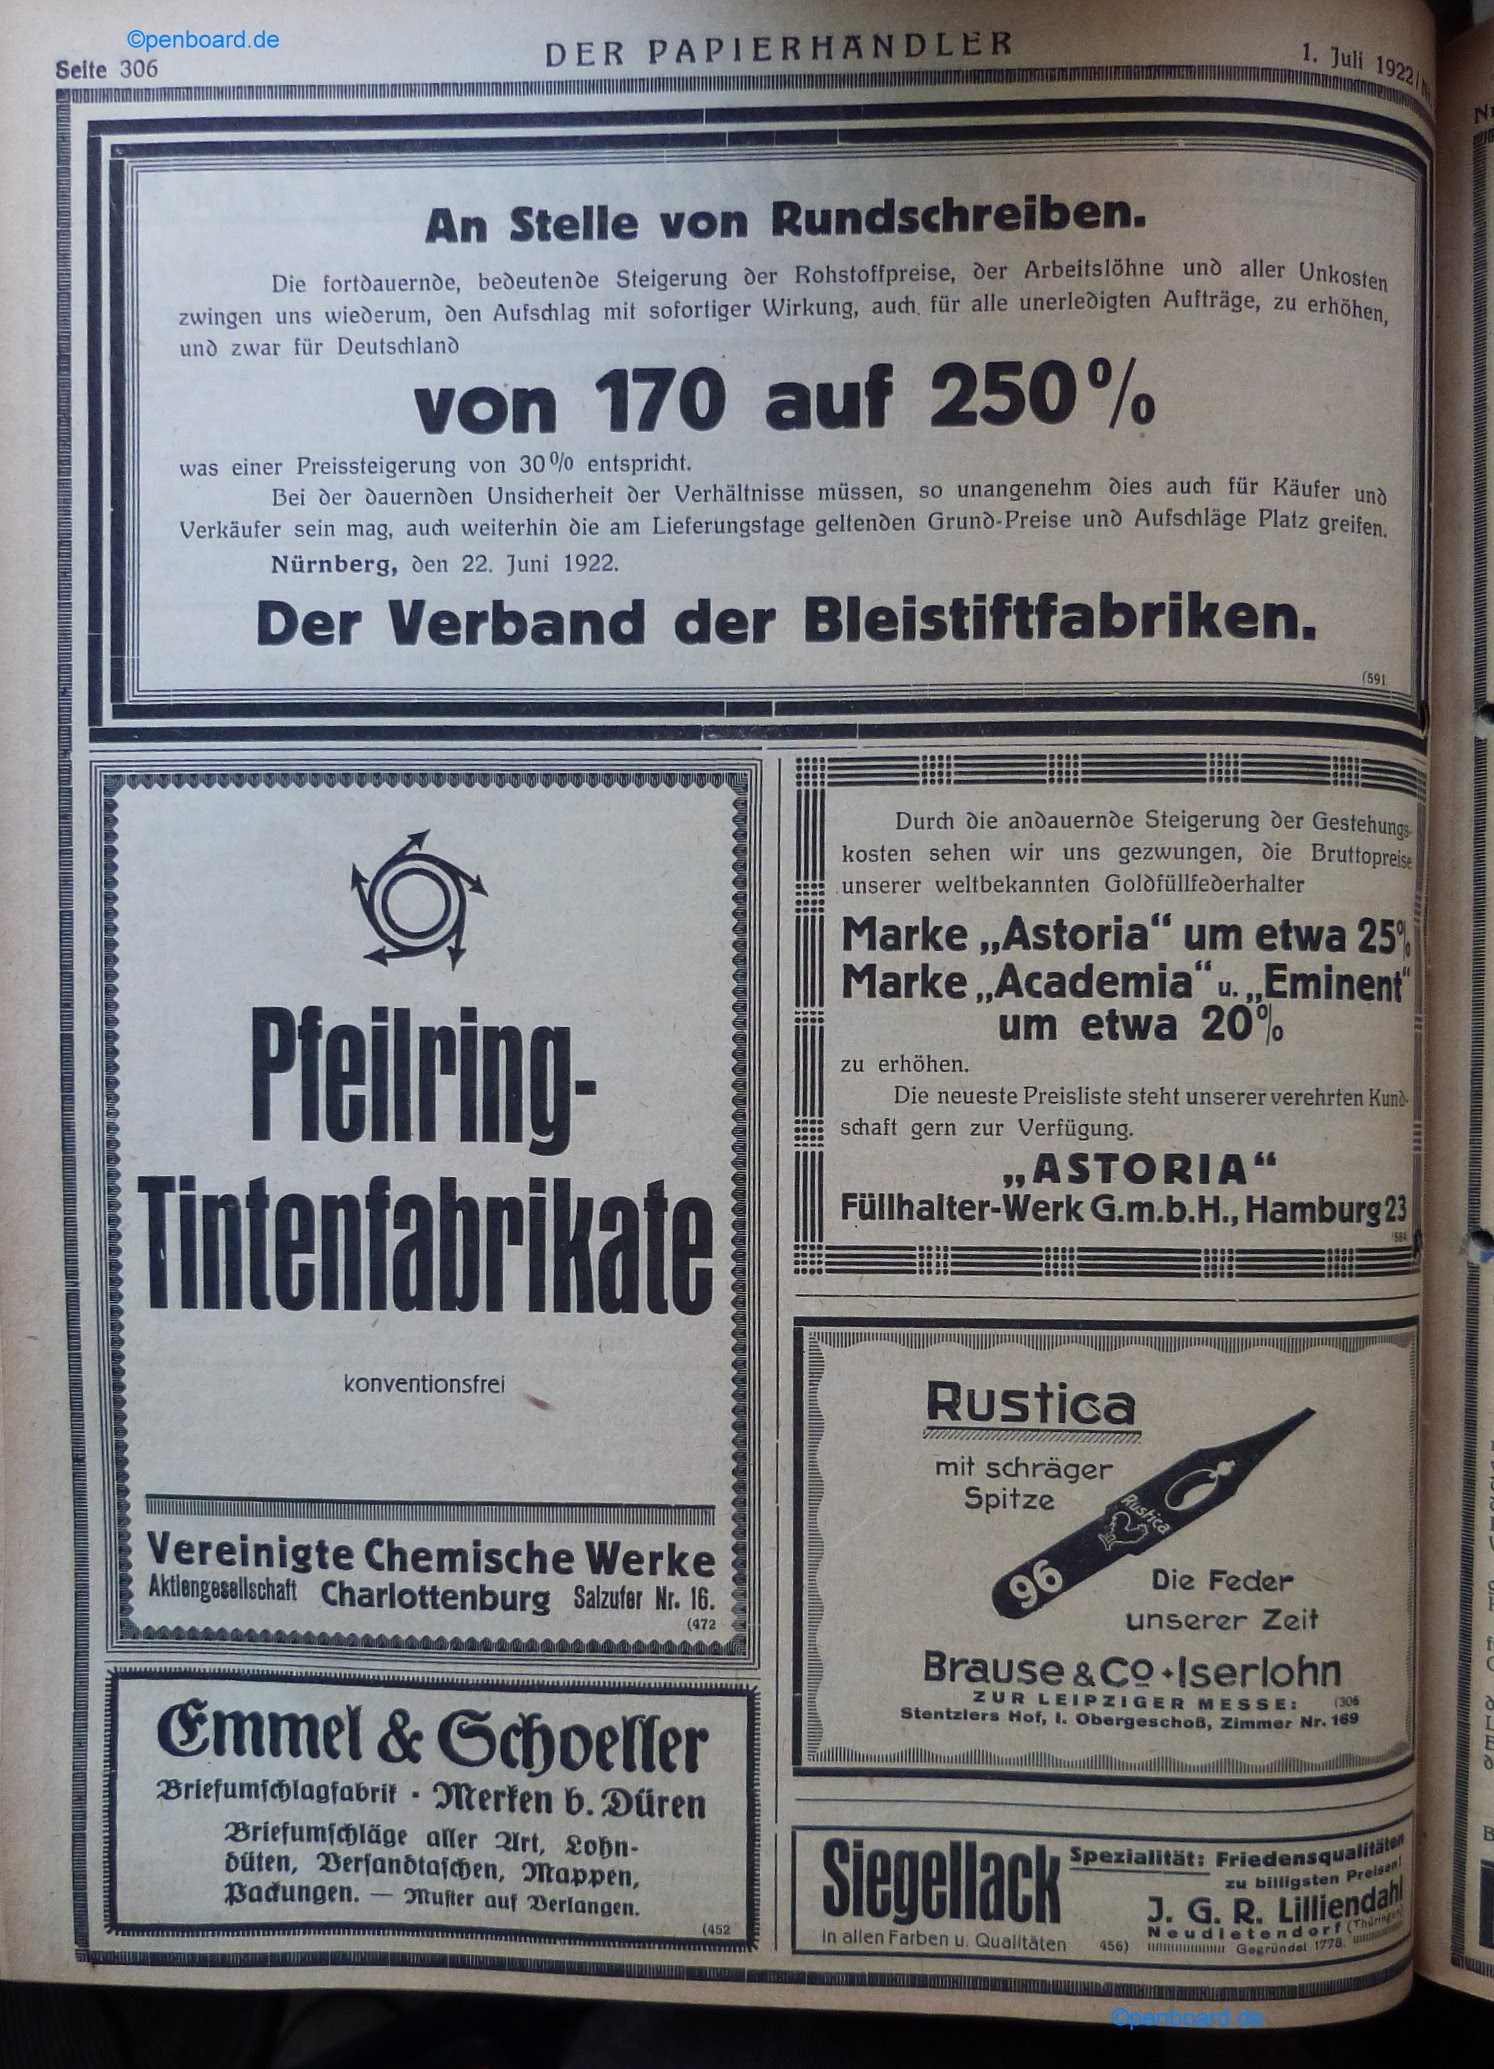 ©penboard.de
Seite 306
DER PAPIERHÄNDLER
1. Juli 1922
An Stelle von Rundschreiben.
Die fortdauernde, bedeutende Steigerung der Rohstoffpreise, der Arbeitslöhne und aller Unkosten
zwingen uns wiederum, den Aufschlag mit sofortiger Wirkung, auch für alle unerledigten Aufträge, zu erhöhen,
und zwar für Deutschland
von 170 auf 250%
was einer Preissteigerung von 30% entspricht.
Bei der dauernden Unsicherheit der Verhältnisse müssen, so unangenehm dies auch für Käufer und
Verkäufer sein mag, auch weiterhin die am Lieferungstage geltenden Grund-Preise und Aufschläge Platz greifen.
Nürnberg, den 22. Juni 1922.
Der Verband der Bleistiftfabriken.
(591
Pfeilring-
Tintenfabrikate
konventionsfrei
Vereinigte Chemische Werke
Aktiengesellschaft Charlottenburg Salzufer Nr. 16.
(472
Emmel & Schoeller
Briefumschlagfabrik · Merken b. Düren
Briefumschläge aller Art, Lohn-
düten, Versandtaschen, Mappen,
Packungen. — Muster auf Verlangen.
(452
Durch die andauernde Steigerung der Gestehungs-
kosten sehen wir uns gezwungen, die Bruttopreise
unserer weltbekannten Goldfüllfederhalter
Marke „Astoria“ um etwa 25%
Marke „Academia“ u. „Eminent“
um etwa 20%
zu erhöhen.
Die neueste Preisliste steht unserer verehrten Kund-
schaft gern zur Verfügung.
„ASTORIA“
Füllhalter-Werk G.m.b.H., Hamburg 23
(584
Rustica
mit schräger
Spitze
Rustica
96
Die Feder
unserer Zeit
Brause & Co · Iserlohn
ZUR LEIPZIGER MESSE: (306
Stentzlers Hof, I. Obergeschoß, Zimmer Nr. 169
Siegellack
in allen Farben u. Qualitäten
Spezialität: Friedensqualitäten
zu billigsten Preisen!
J. G. R. Lilliendahl
Neudietendorf (Thüringen)
456) Gegründet 1778.
©penboard.de